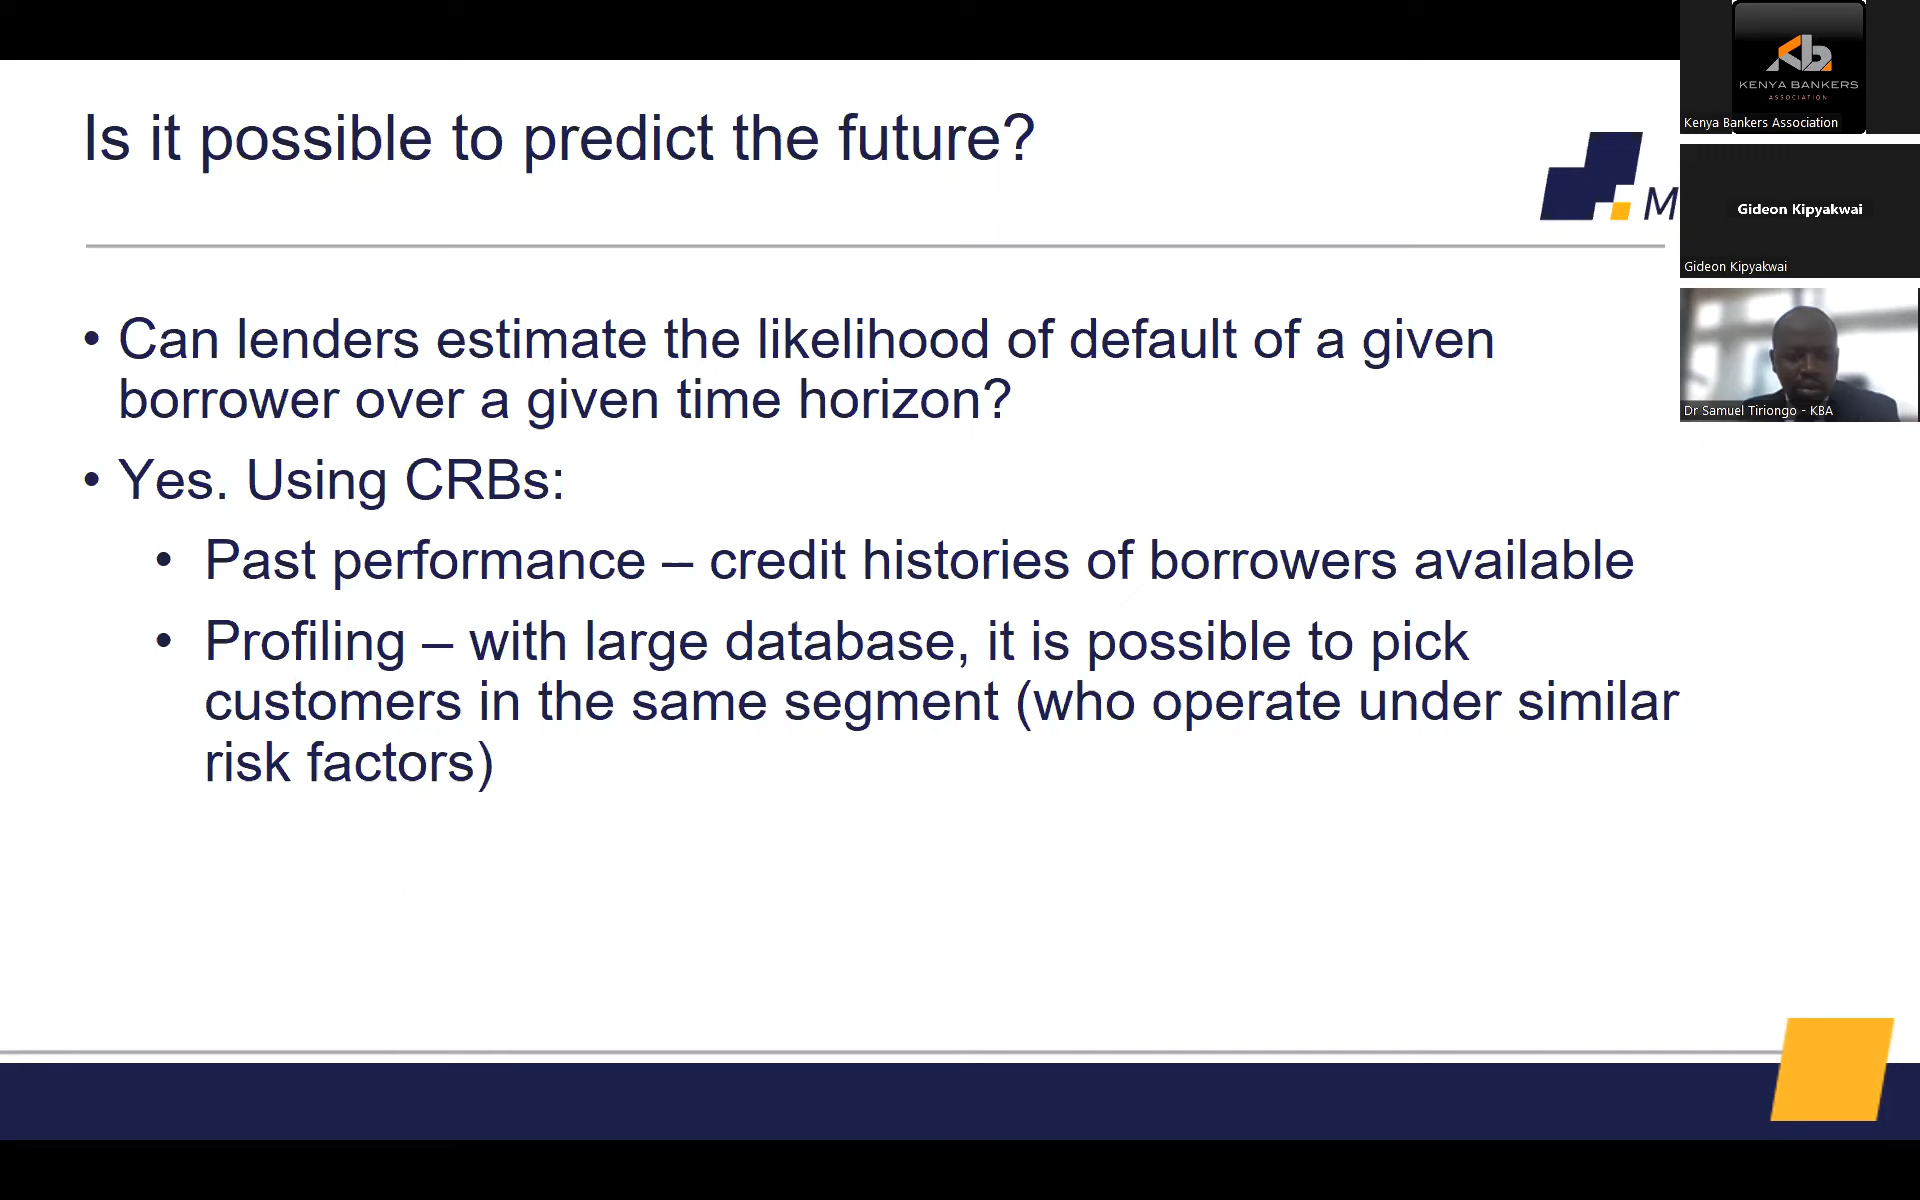 Is it possible to predict the future?
M
• Can lenders estimate the likelihood of default of a given
borrower over a given time horizon?
• Yes. Using CRBs:
• Past performance – credit histories of borrowers available
• Profiling – with large database, it is possible to pick
customers in the same segment (who operate under similar
risk factors)
KENYA BANKERS
ASSOCIATION
Kenya Bankers Association
Gideon Kipyakwai
Gideon Kipyakwai
Dr Samuel Tiriongo - KBA